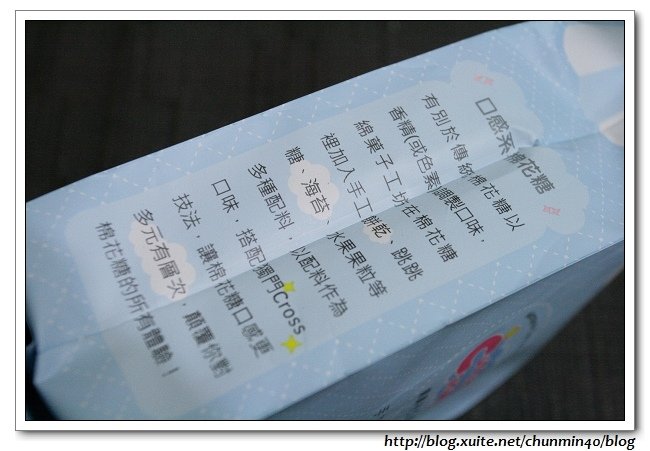 口感系棉花糖
有別於傳統棉花糖以
香精(或色素)調製口味，
綿菓子工坊在棉花糖
裡加入手工餅乾、跳跳
糖、海苔、水果果粒等
多種配料，以配料作為
口味，搭配獨門Cross
技法，讓棉花糖口感更
多元有層次，顛覆你對
棉花糖的所有體驗！
http://blog.xuite.net/chunmin40/blog